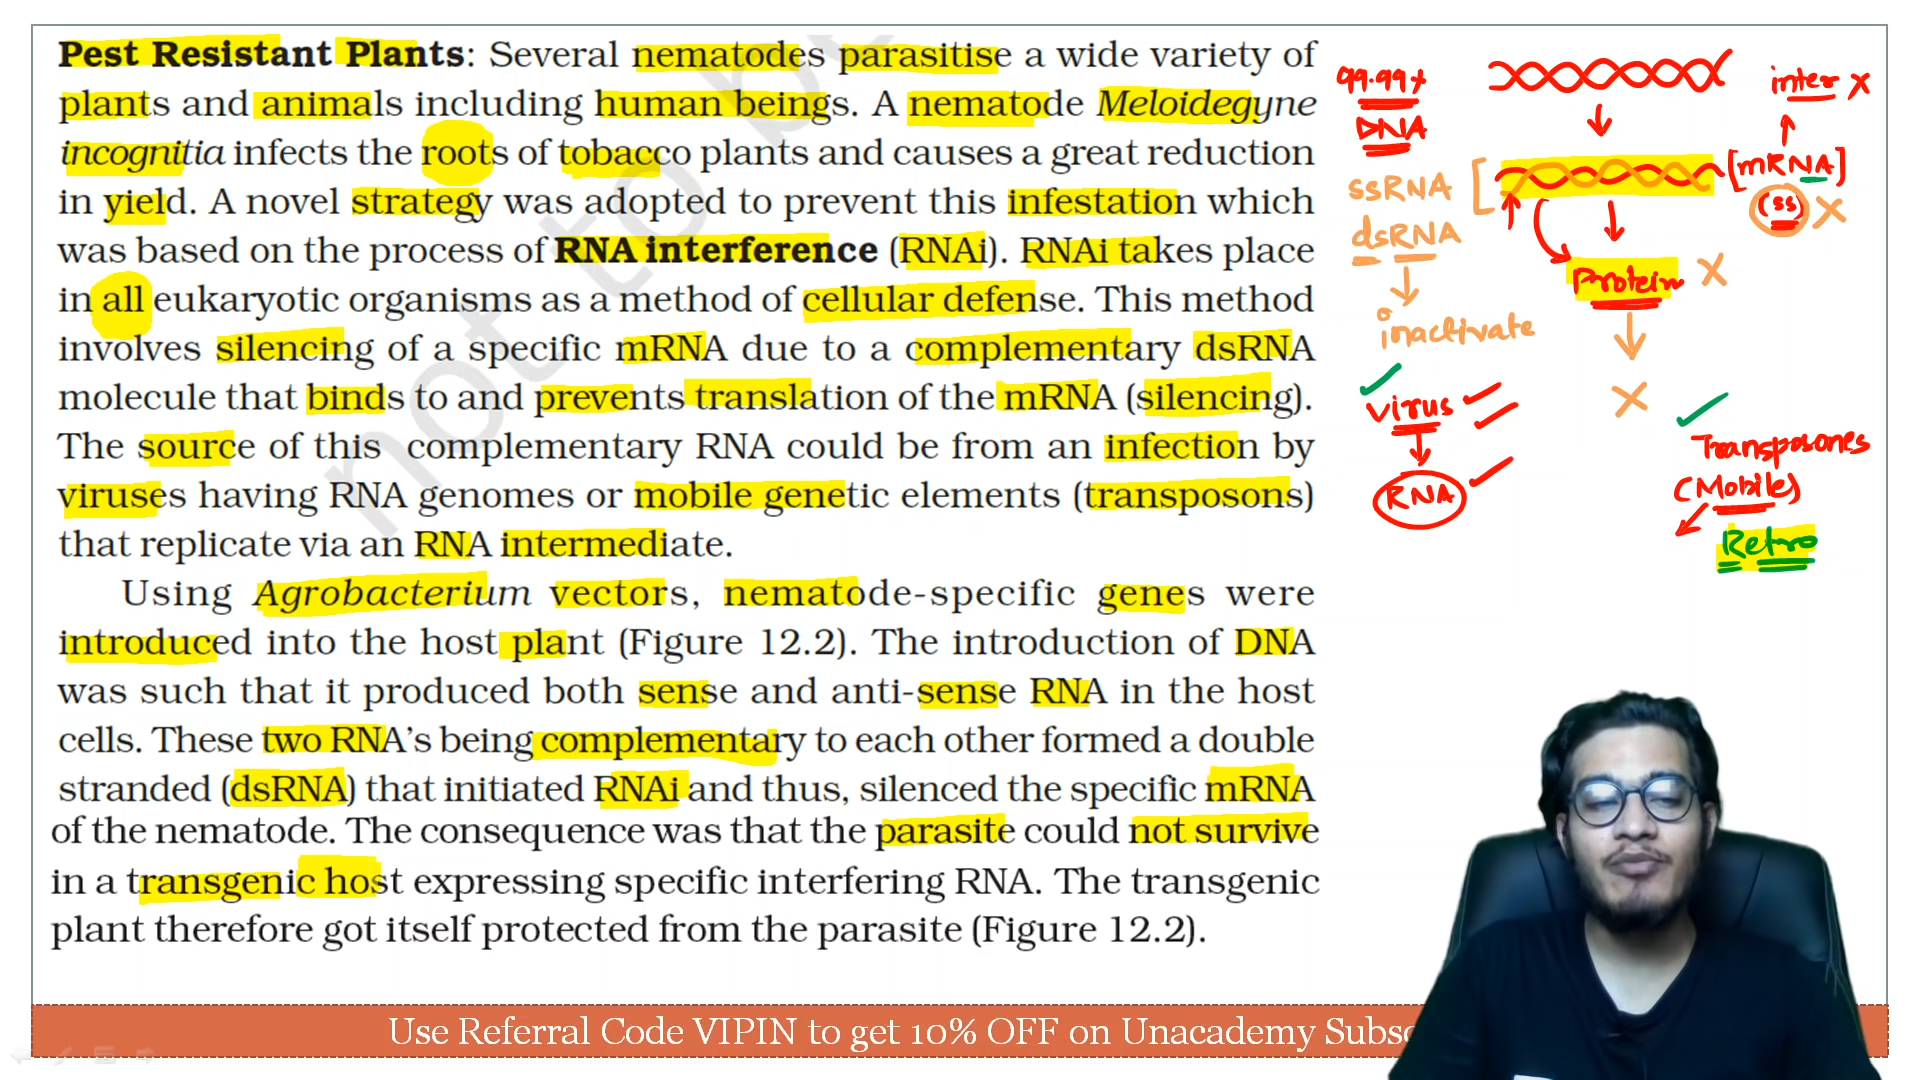 Pest Resistant Plants: Several nematodes parasitise a wide variety of
plants and animals including human beings. A nematode Meloidegyne
incognitia infects the roots of tobacco plants and causes a great reduction
in yield. A novel strategy was adopted to prevent this infestation which
was based on the process of RNA interference (RNAi). RNAi takes place
in all eukaryotic organisms as a method of cellular defense. This method
involves silencing of a specific mRNA due to a complementary dsRNA
molecule that binds to and prevents translation of the mRNA (silencing).
The source of this complementary RNA could be from an infection by
viruses having RNA genomes or mobile genetic elements (transposons)
that replicate via an RNA intermediate.
Using Agrobacterium vectors, nematode-specific genes were
introduced into the host plant (Figure 12.2). The introduction of DNA
was such that it produced both sense and anti-sense RNA in the host
cells. These two RNA's being complementary to each other formed a double
stranded (dsRNA) that initiated RNAi and thus, silenced the specific mRNA
of the nematode. The consequence was that the parasite could not survive
in a transgenic host expressing specific interfering RNA. The transgenic
plant therefore got itself protected from the parasite (Figure 12.2).
not to be
DNA
inter x
[mRNA]
(ss) X
ssRNA
dsRNA
inactivate
Protein X
X
virus
RNA
Transposones
(Mobile)
Retro
Use Referral Code VIPIN to get 10% OFF on Unacademy Subsc